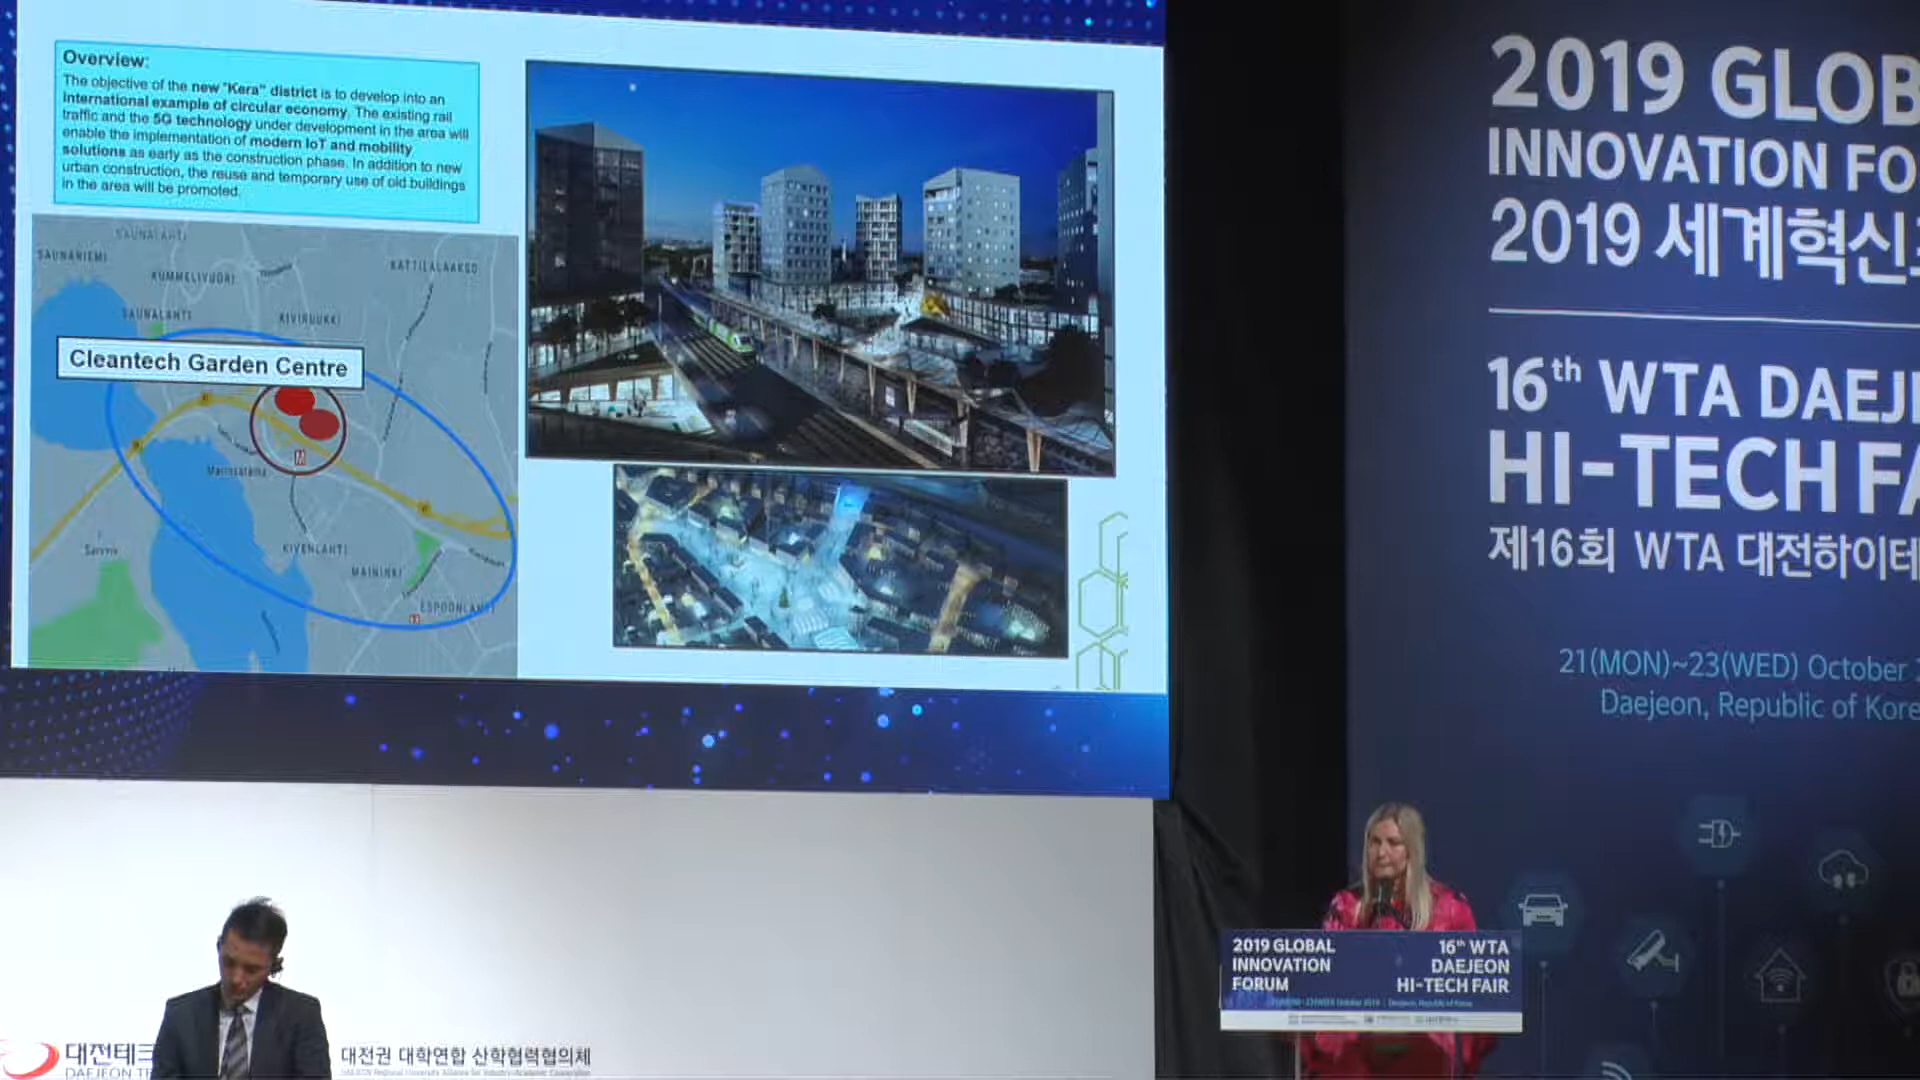 Overview:
The objective of the new "Kera" district is to develop into an
international example of circular economy. The existing rail
traffic and the 5G technology under development in the area will
enable the implementation of modern IoT and mobility
solutions as early as the construction phase. In addition to new
urban construction, the reuse and temporary use of old buildings
in the area will be promoted.
SAUNALAHTI
SAUNANIEMI
KUMMELIVUORI
KATTILALAAKSO
SAUNALAHTI
KIVIRUUKKI
Cleantech Garden Centre
M
KIVENLAHTI
MAININKI
ESPOONLAHTI
2019 GLOB
INNOVATION FO
2019 세계혁신
16th WTA DAEJ
HI-TECH FA
제16회 WTA 대전하이테
21(MON)~23(WED) October
Daejeon, Republic of Kore
2019 GLOBAL
INNOVATION
FORUM
16th WTA
DAEJEON
HI-TECH FAIR
대전테크
DAEJEON TE
대전권 대학연합 산학협력협의체